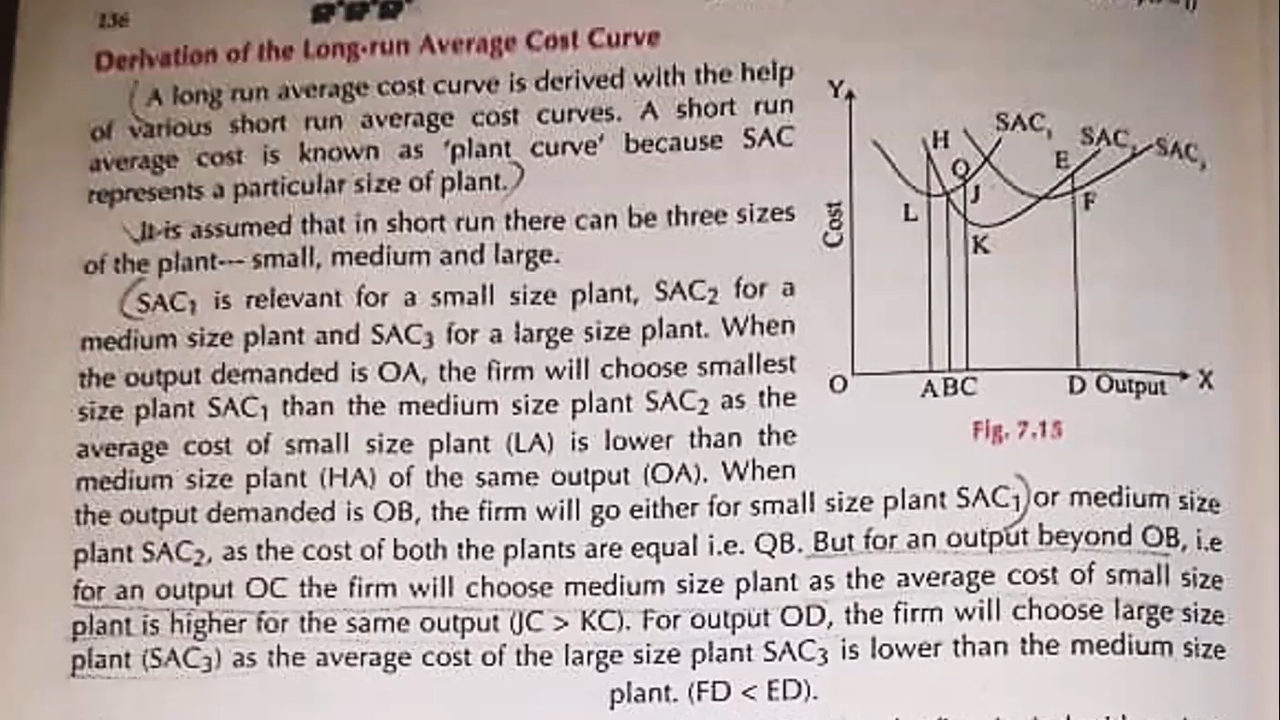 136
Derivation of the Long-run Average Cost Curve
A long run average cost curve is derived with the help
of various short run average cost curves. A short run
average cost is known as 'plant curve' because SAC
represents a particular size of plant.
It is assumed that in short run there can be three sizes
of the plant--- small, medium and large.
SAC1 is relevant for a small size plant, SAC2 for a
medium size plant and SAC3 for a large size plant. When
the output demanded is OA, the firm will choose smallest
size plant SAC1 than the medium size plant SAC2 as the
average cost of small size plant (LA) is lower than the
medium size plant (HA) of the same output (OA). When
the output demanded is OB, the firm will go either for small size plant SAC1 or medium size
plant SAC2, as the cost of both the plants are equal i.e. QB. But for an output beyond OB, i.e
for an output OC the firm will choose medium size plant as the average cost of small size
plant is higher for the same output (JC > KC). For output OD, the firm will choose large size
plant (SAC3) as the average cost of the large size plant SAC3 is lower than the medium size
plant. (FD < ED).
Y
SAC1 SAC2 SAC3
H
Q
E
J
L
F
K
Cost
O A B C D Output X
Fig. 7.15